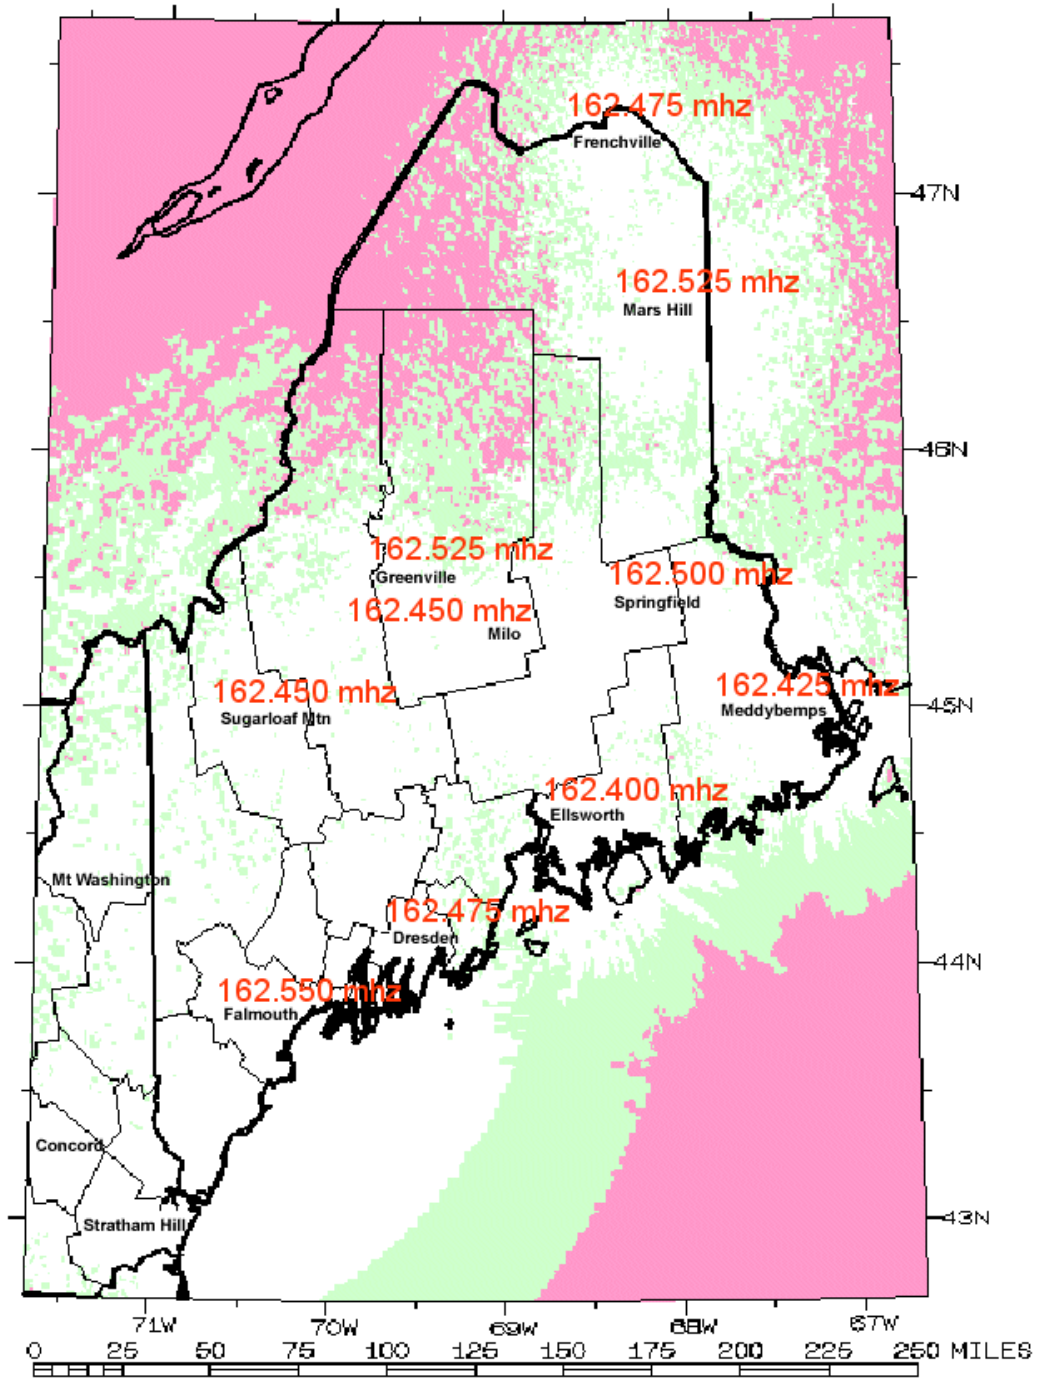 162.475 mhz
Frenchville
47N
162.525 mhz
Mars Hill
46N
162.525 mhz
Greenville
162.500 mhz
Springfield
162.450 mhz
Milo
162.450 mhz
Sugarloaf Mtn
162.425 mhz
Meddybemps
45N
162.400 mhz
Ellsworth
Mt Washington
162.475 mhz
Dresden
44N
162.550 mhz
Falmouth
Concord
Stratham Hill
43N
71W 70W 69W 68W 67W
0 25 50 75 100 125 150 175 200 225 250 MILES